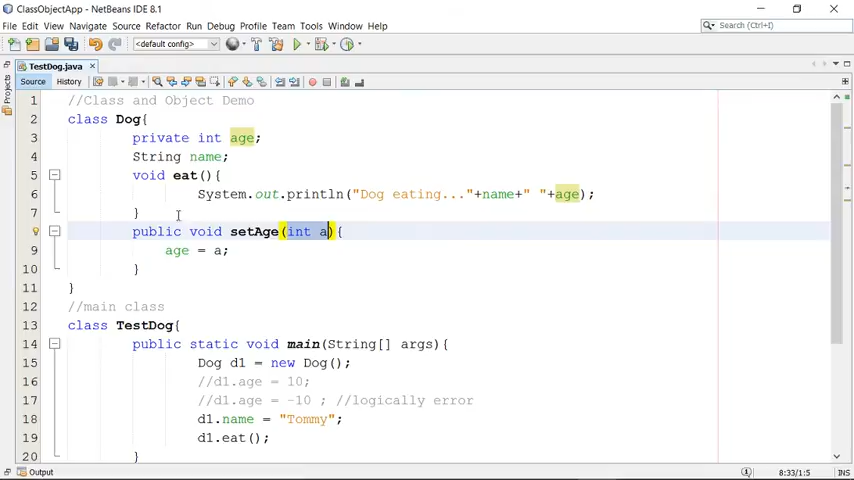 ClassObjectApp - NetBeans IDE 8.1
File Edit View Navigate Source Refactor Run Debug Profile Team Tools Window Help
Search (Ctrl+I)
<default config>
TestDog.java
Source History
Projects
1 //Class and Object Demo
2 class Dog{
3 private int age;
4 String name;
5 void eat(){
6 System.out.println("Dog eating..."+name+" "+age);
7 }
public void setAge(int a){
9 age = a;
10 }
11 }
12 //main class
13 class TestDog{
14 public static void main(String[] args){
15 Dog d1 = new Dog();
16 //d1.age = 10;
17 //d1.age = -10 ; //logically error
18 d1.name = "Tommy";
19 d1.eat();
20 }
Output
8:33/1:5 INS